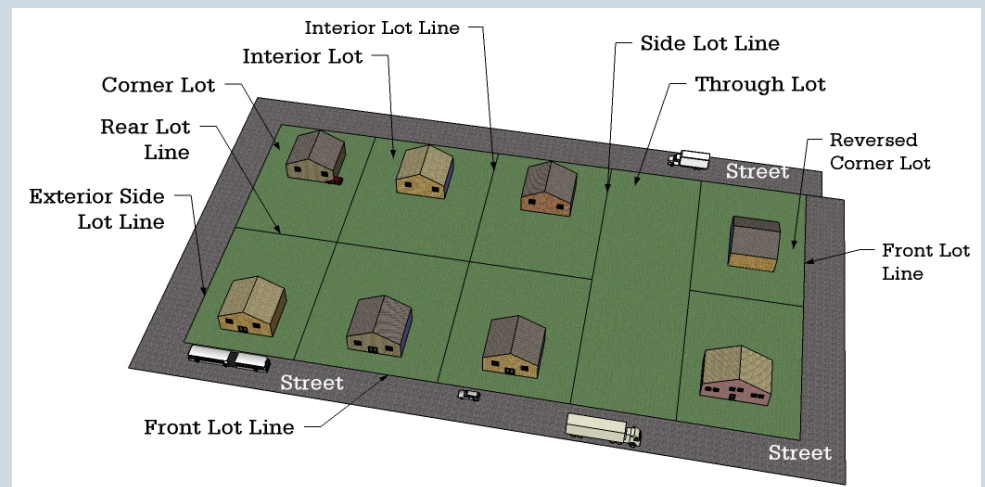 Interior Lot Line
Side Lot Line
Interior Lot
Corner Lot
Through Lot
Rear Lot
Line
Reversed
Corner Lot
Street
Exterior Side
Lot Line
Front Lot
Line
Street
Front Lot Line
Street